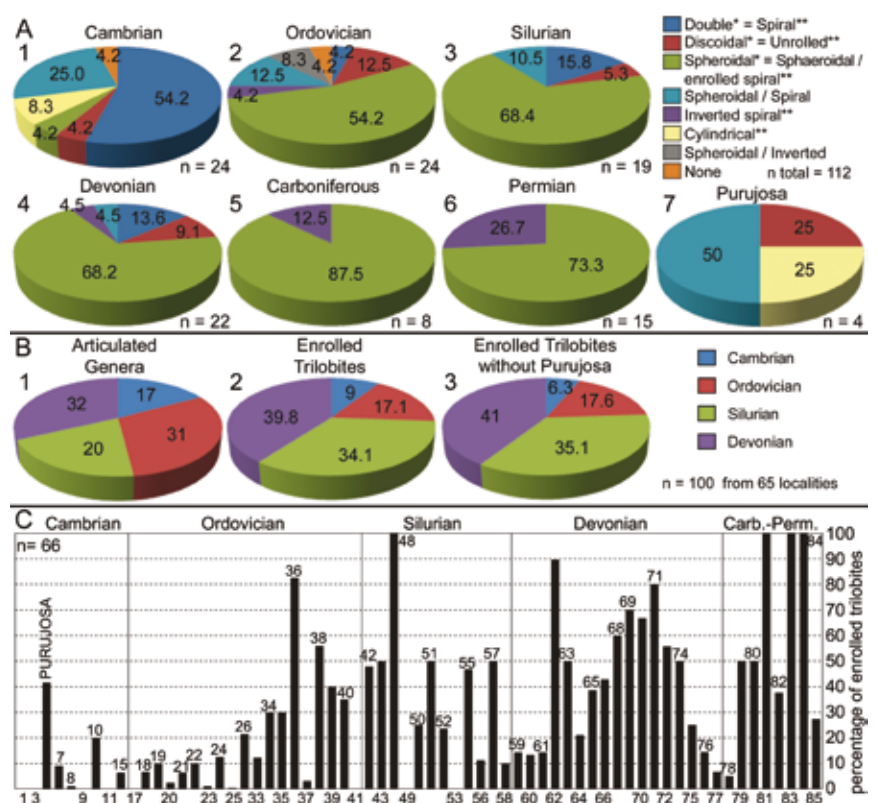 A
Cambrian
1
4.2
25.0
8.3
4.2
4.2
54.2
n = 24
Ordovician
2
4.2
8.3
4.2
12.5
12.5
4.2
54.2
n = 24
Silurian
3
10.5
15.8
5.3
68.4
n = 19
Double* = Spiral**
Discoidal* = Unrolled**
Spheroidal* = Sphaeroidal /
enrolled spiral**
Spheroidal / Spiral
Inverted spiral**
Cylindrical**
Spheroidal / Inverted
None
n total = 112
Devonian
4
4.5
4.5
13.6
9.1
68.2
n = 22
Carboniferous
5
12.5
87.5
n = 8
Permian
6
26.7
73.3
n = 15
Purujosa
7
25
50
25
n = 4
B
Articulated
Genera
1
17
32
31
20
Enrolled
Trilobites
2
9
17.1
39.8
34.1
Enrolled Trilobites
without Purujosa
3
6.3
17.6
41
35.1
Cambrian
Ordovician
Silurian
Devonian
n = 100 from 65 localities
C
Cambrian Ordovician Silurian Devonian Carb.-Perm.
n= 66
PURUJOSA
7
8
10
15
18
19
21
22
24
26
34
36
38
40
42
48
50
51
52
55
57
59
61
63
65
68
69
71
74
76
78
80
82
84
100
90
80
70
60
50
40
30
20
10
percentage of enrolled trilobites
1 3 9 11 17 20 23 25 33 35 37 39 41 43 49 53 56 58 60 62 64 66 70 72 75 77 79 81 83 85